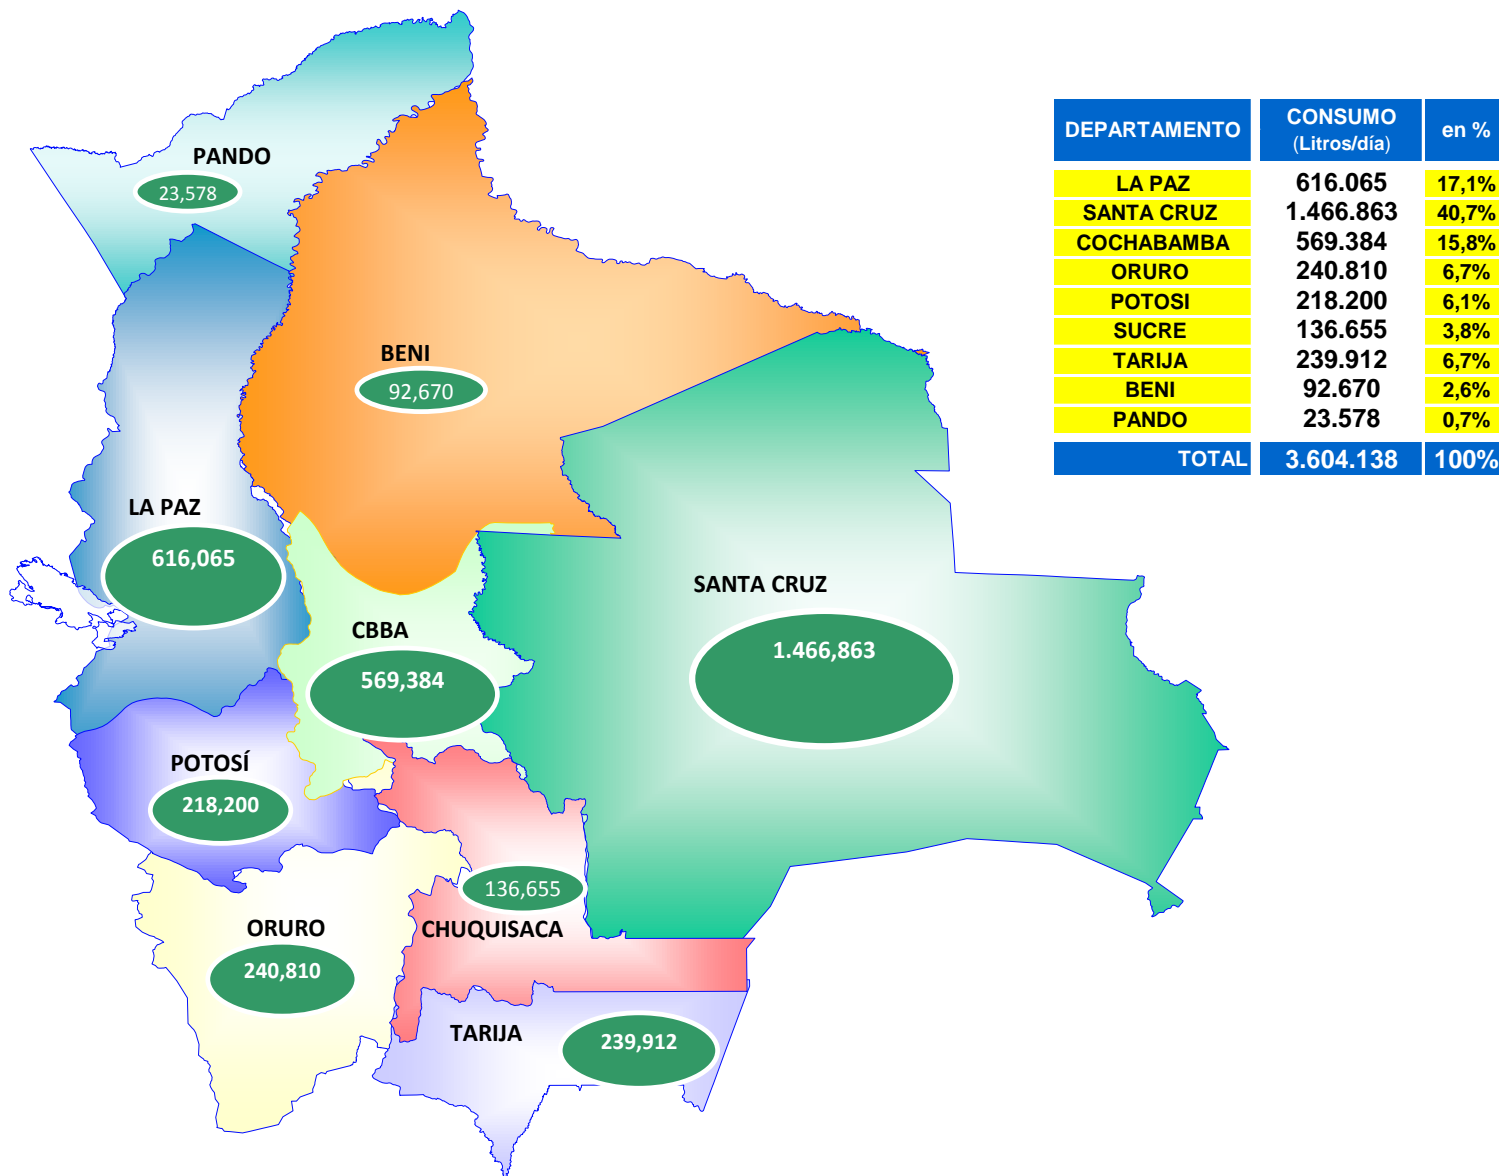 PANDO
23,578
BENI
92,670
LA PAZ
616,065
CBBA
569,384
SANTA CRUZ
1.466,863
POTOSÍ
218,200
136,655
CHUQUISACA
ORURO
240,810
TARIJA
239,912
DEPARTAMENTO CONSUMO (Litros/día) en %
LA PAZ 616.065 17,1%
SANTA CRUZ 1.466.863 40,7%
COCHABAMBA 569.384 15,8%
ORURO 240.810 6,7%
POTOSI 218.200 6,1%
SUCRE 136.655 3,8%
TARIJA 239.912 6,7%
BENI 92.670 2,6%
PANDO 23.578 0,7%
TOTAL 3.604.138 100%